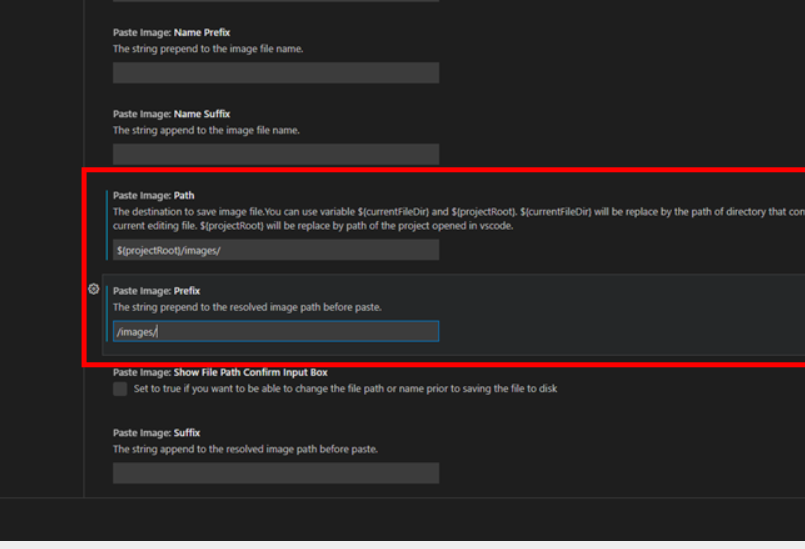 Paste Image: Name Prefix
The string prepend to the image file name.
Paste Image: Name Suffix
The string append to the image file name.
Paste Image: Path
The destination to save image file.You can use variable ${currentFileDir} and ${projectRoot}. ${currentFileDir} will be replace by the path of directory that con
current editing file. ${projectRoot} will be replace by path of the project opened in vscode.
${projectRoot}/images/
Paste Image: Prefix
The string prepend to the resolved image path before paste.
/images/
Paste Image: Show File Path Confirm Input Box
Set to true if you want to be able to change the file path or name prior to saving the file to disk
Paste Image: Suffix
The string append to the resolved image path before paste.